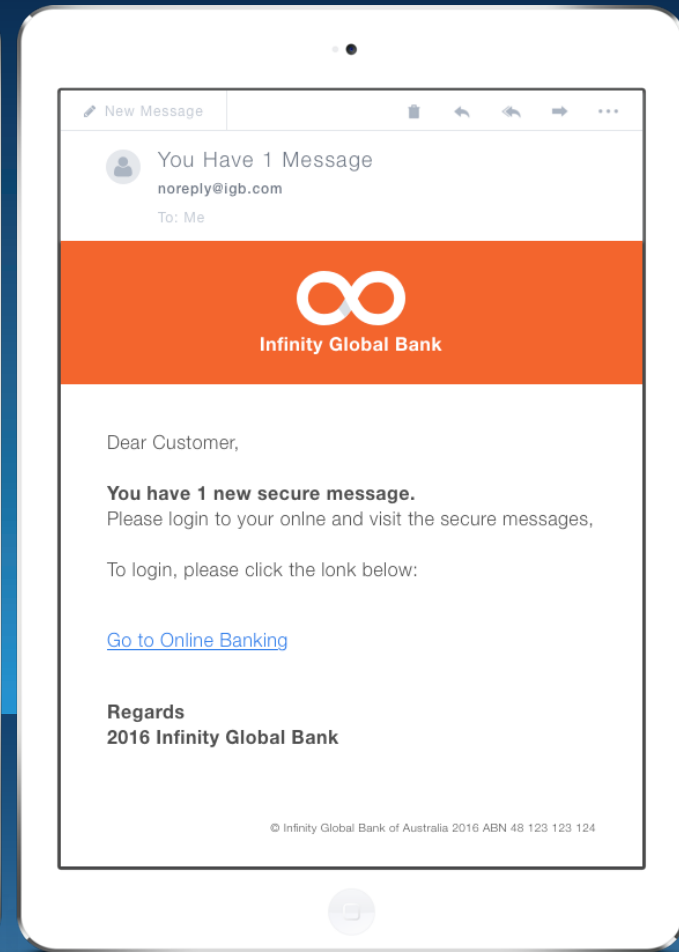 New Message
You Have 1 Message
noreply@igb.com
To: Me
Infinity Global Bank
Dear Customer,
You have 1 new secure message.
Please login to your onlne and visit the secure messages,
To login, please click the lonk below:
Go to Online Banking
Regards
2016 Infinity Global Bank
© Infinity Global Bank of Australia 2016 ABN 48 123 123 124